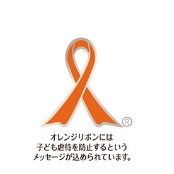 ®
オレンジリボンには
子ども虐待を防止するという
メッセージが込められています。